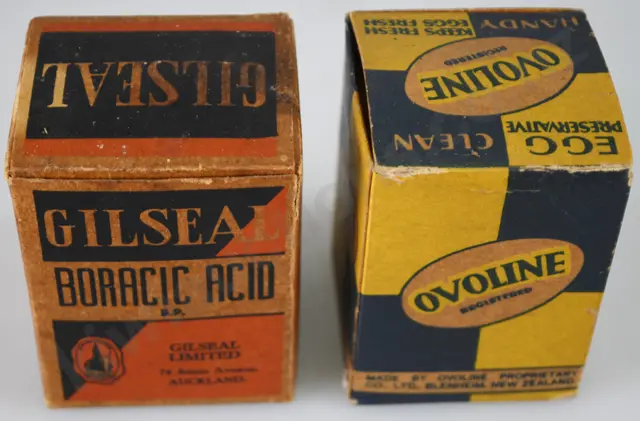 GILSEAL
GILSEAL
BORACIC ACID
B.P.
GILSEAL
LIMITED
AUCKLAND.
HANDY
KEEPS FRESH
EGGS FRESH
OVOLINE
REGISTERED
CLEAN
EGG
PRESERVATIVE
OVOLINE
REGISTERED
MADE BY OVOLINE PROPRIETARY
CO. LTD. BLENHEIM, NEW ZEALAND.